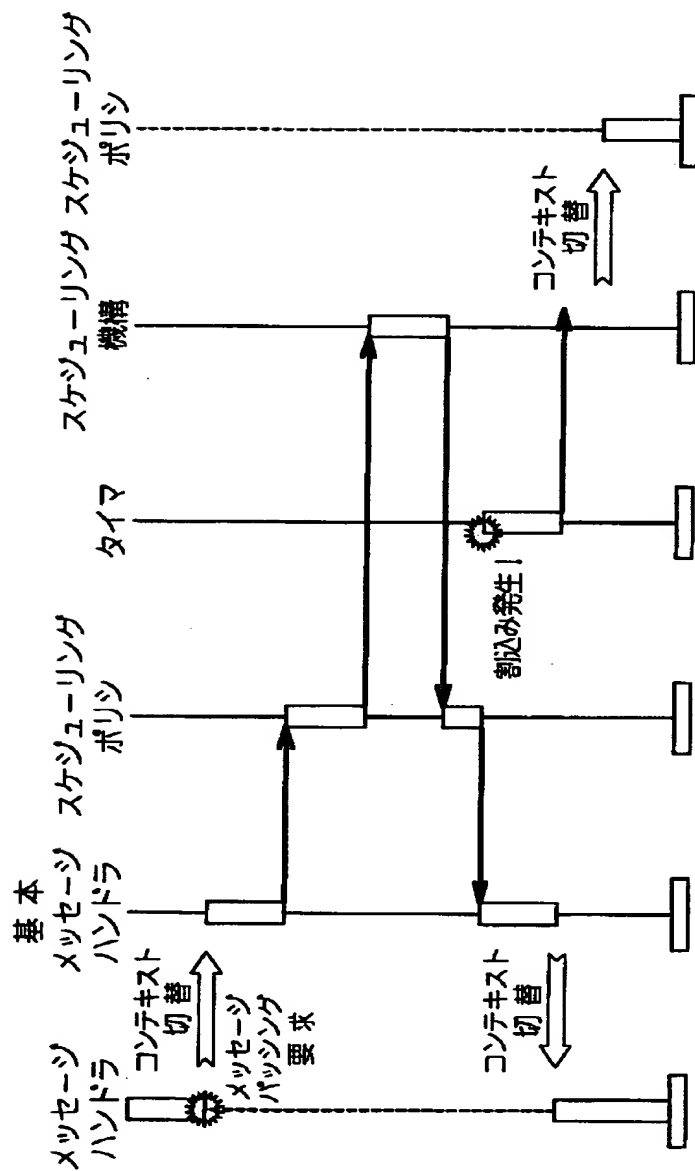 メッセージ
ハンドラ
基本
メッセージ
ハンドラ
スケジューリング
ポリシ
タイマ
スケジューリング
機構
スケジューリング
ポリシ
コンテキスト
切替
メッセージ
パッシング
要求
割込み発生！
コンテキスト
切替
コンテキスト
切替